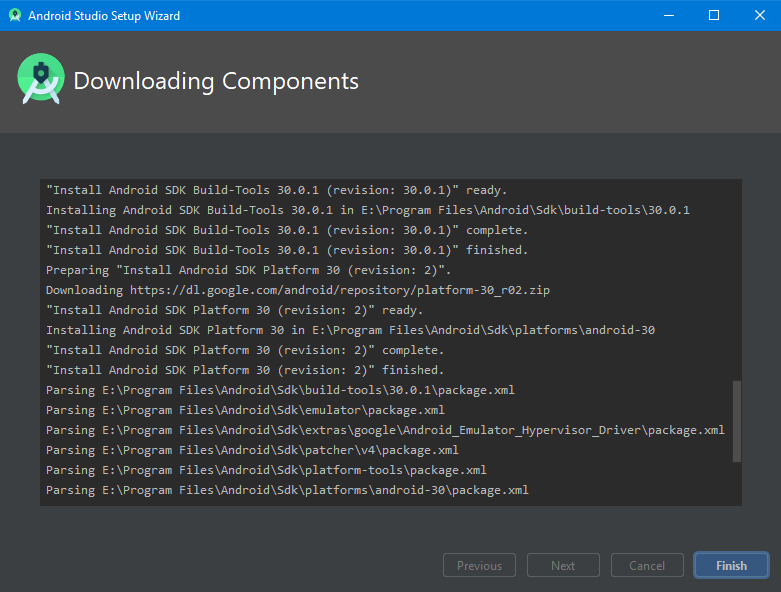 Android Studio Setup Wizard
Downloading Components
"Install Android SDK Build-Tools 30.0.1 (revision: 30.0.1)" ready.
Installing Android SDK Build-Tools 30.0.1 in E:\Program Files\Android\Sdk\build-tools\30.0.1
"Install Android SDK Build-Tools 30.0.1 (revision: 30.0.1)" complete.
"Install Android SDK Build-Tools 30.0.1 (revision: 30.0.1)" finished.
Preparing "Install Android SDK Platform 30 (revision: 2)".
Downloading https://dl.google.com/android/repository/platform-30_r02.zip
"Install Android SDK Platform 30 (revision: 2)" ready.
Installing Android SDK Platform 30 in E:\Program Files\Android\Sdk\platforms\android-30
"Install Android SDK Platform 30 (revision: 2)" complete.
"Install Android SDK Platform 30 (revision: 2)" finished.
Parsing E:\Program Files\Android\Sdk\build-tools\30.0.1\package.xml
Parsing E:\Program Files\Android\Sdk\emulator\package.xml
Parsing E:\Program Files\Android\Sdk\extras\google\Android_Emulator_Hypervisor_Driver\package.xml
Parsing E:\Program Files\Android\Sdk\patcher\v4\package.xml
Parsing E:\Program Files\Android\Sdk\platform-tools\package.xml
Parsing E:\Program Files\Android\Sdk\platforms\android-30\package.xml
Previous Next Cancel Finish